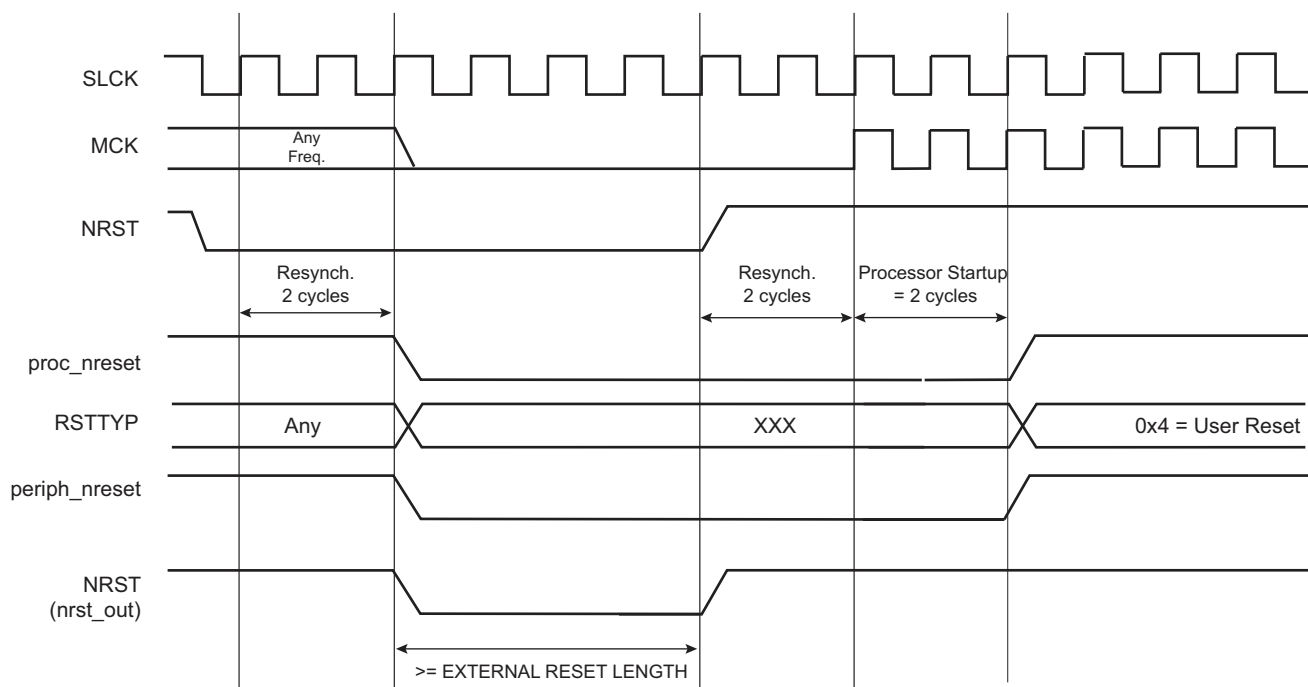 SLCK
MCK
Any
Freq.
NRST
Resynch.
2 cycles
Resynch.
2 cycles
Processor Startup
= 2 cycles
proc_nreset
RSTTYP
Any
XXX
0x4 = User Reset
periph_nreset
NRST
(nrst_out)
>= EXTERNAL RESET LENGTH